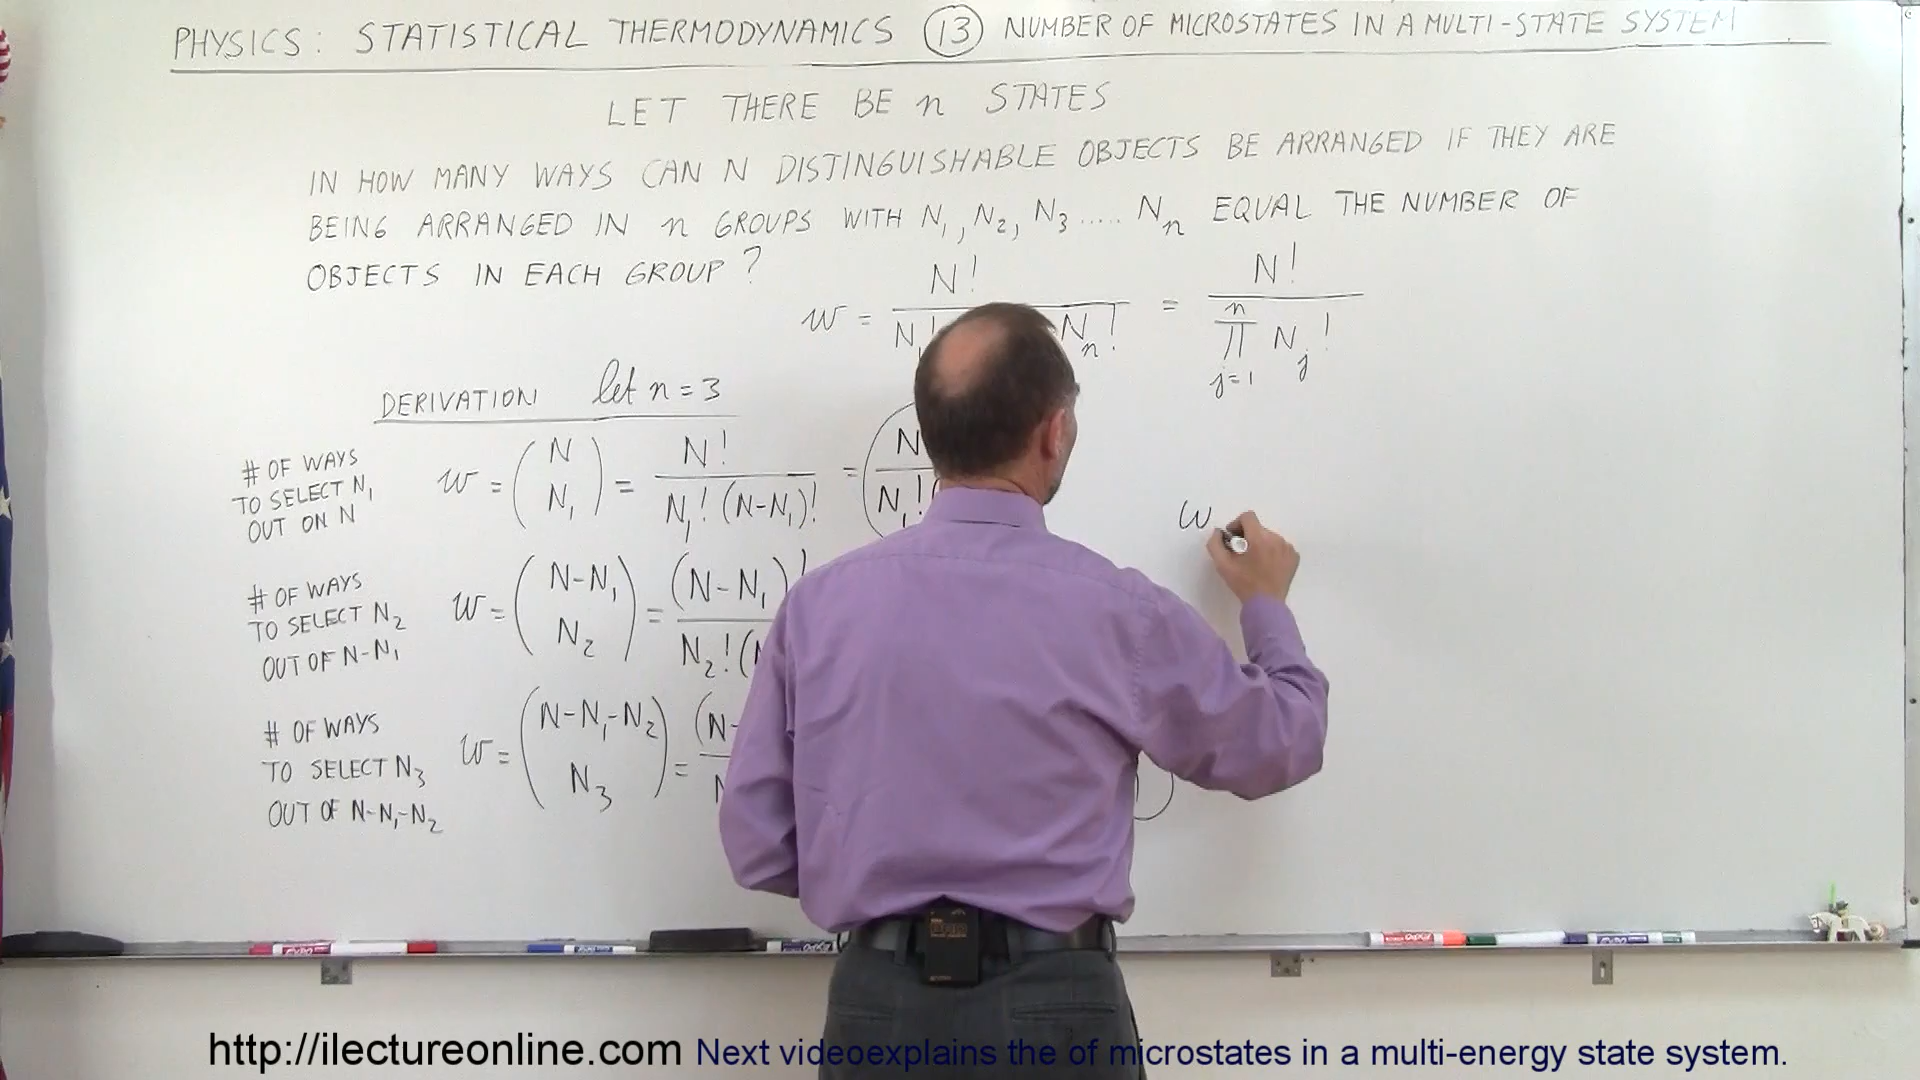 PHYSICS: STATISTICAL THERMODYNAMICS 13 NUMBER OF MICROSTATES IN A MULTI-STATE SYSTEM
LET THERE BE n STATES
IN HOW MANY WAYS CAN N DISTINGUISHABLE OBJECTS BE ARRANGED IF THEY ARE
BEING ARRANGED IN n GROUPS WITH N₁, N₂, N₃ ..... Nₙ EQUAL THE NUMBER OF
OBJECTS IN EACH GROUP?
N! N!
w = N₁! Nₙ! = n ∏ Nⱼ!
j=1
DERIVATION let n = 3
# OF WAYS
TO SELECT N₁
OUT ON N
w = (N N₁) = N! / N₁! (N-N₁)! = N / N₁! (
w
# OF WAYS
TO SELECT N₂
OUT OF N-N₁
w = (N-N₁ N₂) = (N-N₁)! / N₂! (
# OF WAYS
TO SELECT N₃
OUT OF N-N₁-N₂
w = (N-N₁-N₂ N₃) = (N-
http://ilectureonline.com Next videoexplains the of microstates in a multi-energy state system.